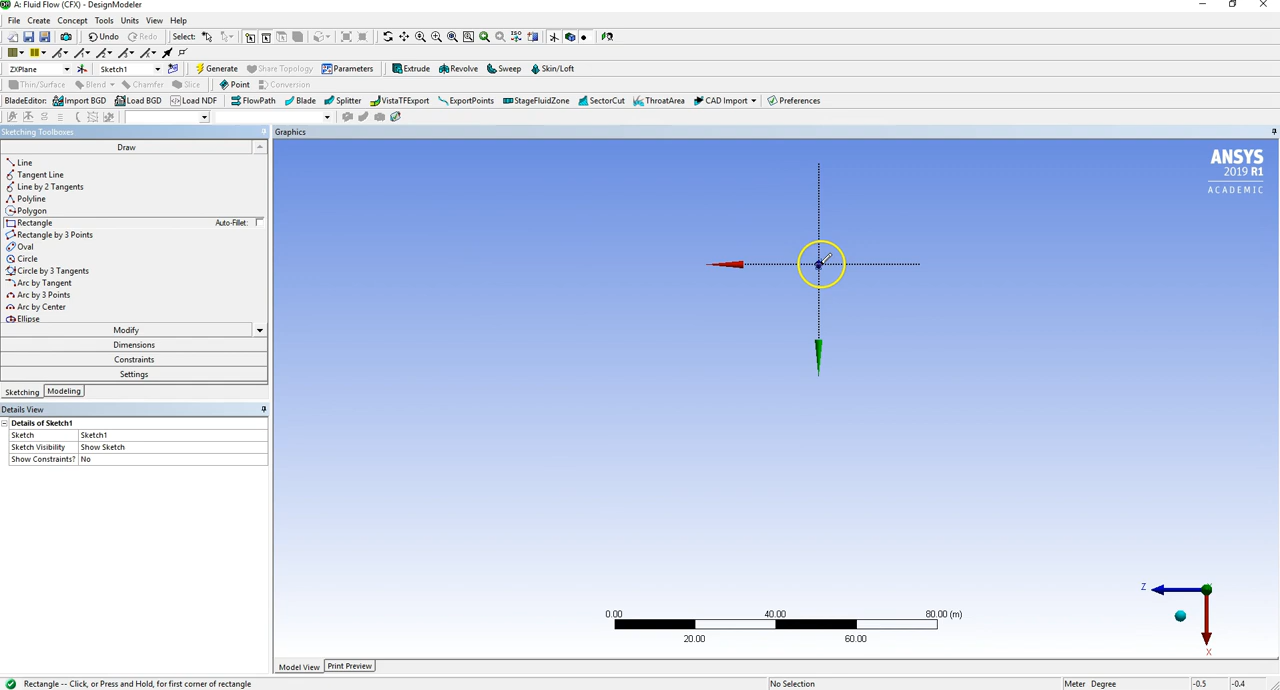 A: Fluid Flow (CFX) - DesignModeler
File Create Concept Tools Units View Help
Undo Redo Select:
ZXPlane Sketch1 Generate Share Topology Parameters Extrude Revolve Sweep Skin/Loft
Thin/Surface Blend Chamfer Slice Point Conversion
BladeEditor: Import BGD Load BGD Load NDF FlowPath Blade Splitter VistaTFExport ExportPoints StageFluidZone SectorCut ThroatArea CAD Import Preferences
Sketching Toolboxes
Draw
Line
Tangent Line
Line by 2 Tangents
Polyline
Polygon
Rectangle Auto-Fillet:
Rectangle by 3 Points
Oval
Circle
Circle by 3 Tangents
Arc by Tangent
Arc by 3 Points
Arc by Center
Ellipse
Modify
Dimensions
Constraints
Settings
Sketching Modeling
Details View
Details of Sketch1
Sketch Sketch1
Sketch Visibility Show Sketch
Show Constraints? No
Graphics
ANSYS
2019 R1
ACADEMIC
Z
X
0.00 40.00 80.00 (m)
20.00 60.00
Model View Print Preview
Rectangle -- Click, or Press and Hold, for first corner of rectangle No Selection Meter Degree -0.5 -0.4